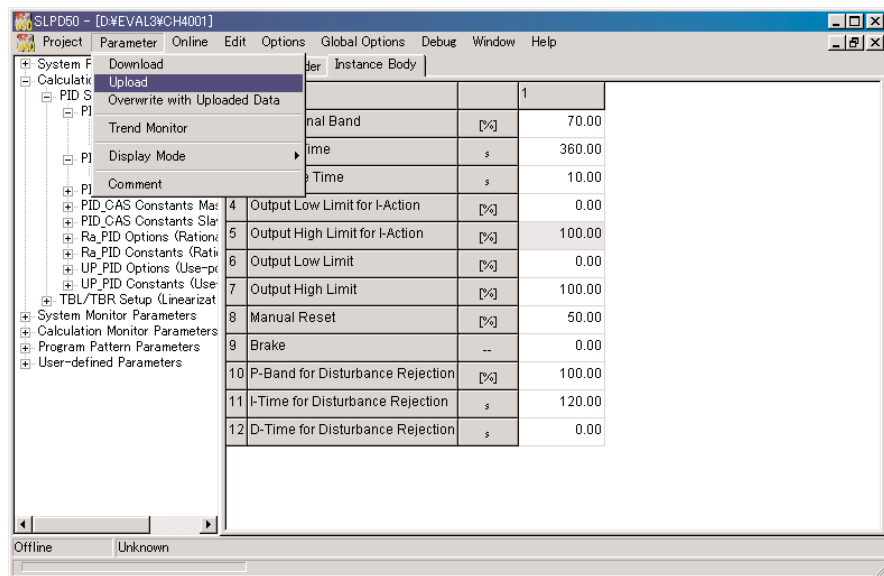 SLPD50 - [D:¥EVAL3¥CH4001]
Project Parameter Online Edit Options Global Options Debug Window Help
Download
Upload
Overwrite with Uploaded Data
Trend Monitor
Display Mode
Comment
System F
Calculatic
PID S
PI
PI
PI
PID_CAS Constants Mas
PID_CAS Constants Sla
Ra_PID Options (Rationa
Ra_PID Constants (Rati
UP_PID Options (Use-po
UP_PID Constants (Use
TBL/TBR Setup (Linearizat
System Monitor Parameters
Calculation Monitor Parameters
Program Pattern Parameters
User-defined Parameters
der Instance Body
1
nal Band [%] 70.00
ime s 360.00
e Time s 10.00
4 Output Low Limit for I-Action [%] 0.00
5 Output High Limit for I-Action [%] 100.00
6 Output Low Limit [%] 0.00
7 Output High Limit [%] 100.00
8 Manual Reset [%] 50.00
9 Brake -- 0.00
10 P-Band for Disturbance Rejection [%] 100.00
11 I-Time for Disturbance Rejection s 120.00
12 D-Time for Disturbance Rejection s 0.00
Offline Unknown